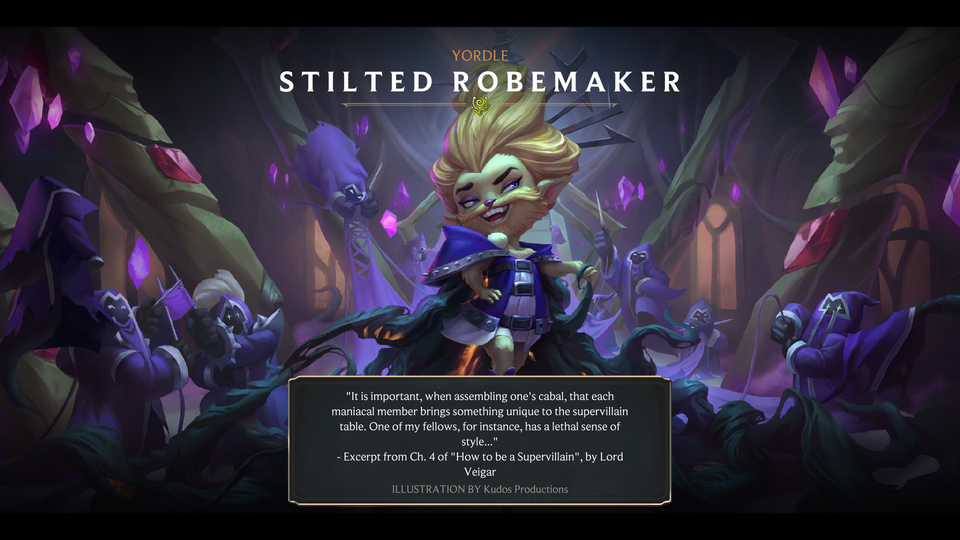 YORDLE
STILTED ROBEMAKER
"It is important, when assembling one's cabal, that each
maniacal member brings something unique to the supervillain
table. One of my fellows, for instance, has a lethal sense of
style..."
- Excerpt from Ch. 4 of "How to be a Supervillain", by Lord
Veigar
ILLUSTRATION BY Kudos Productions